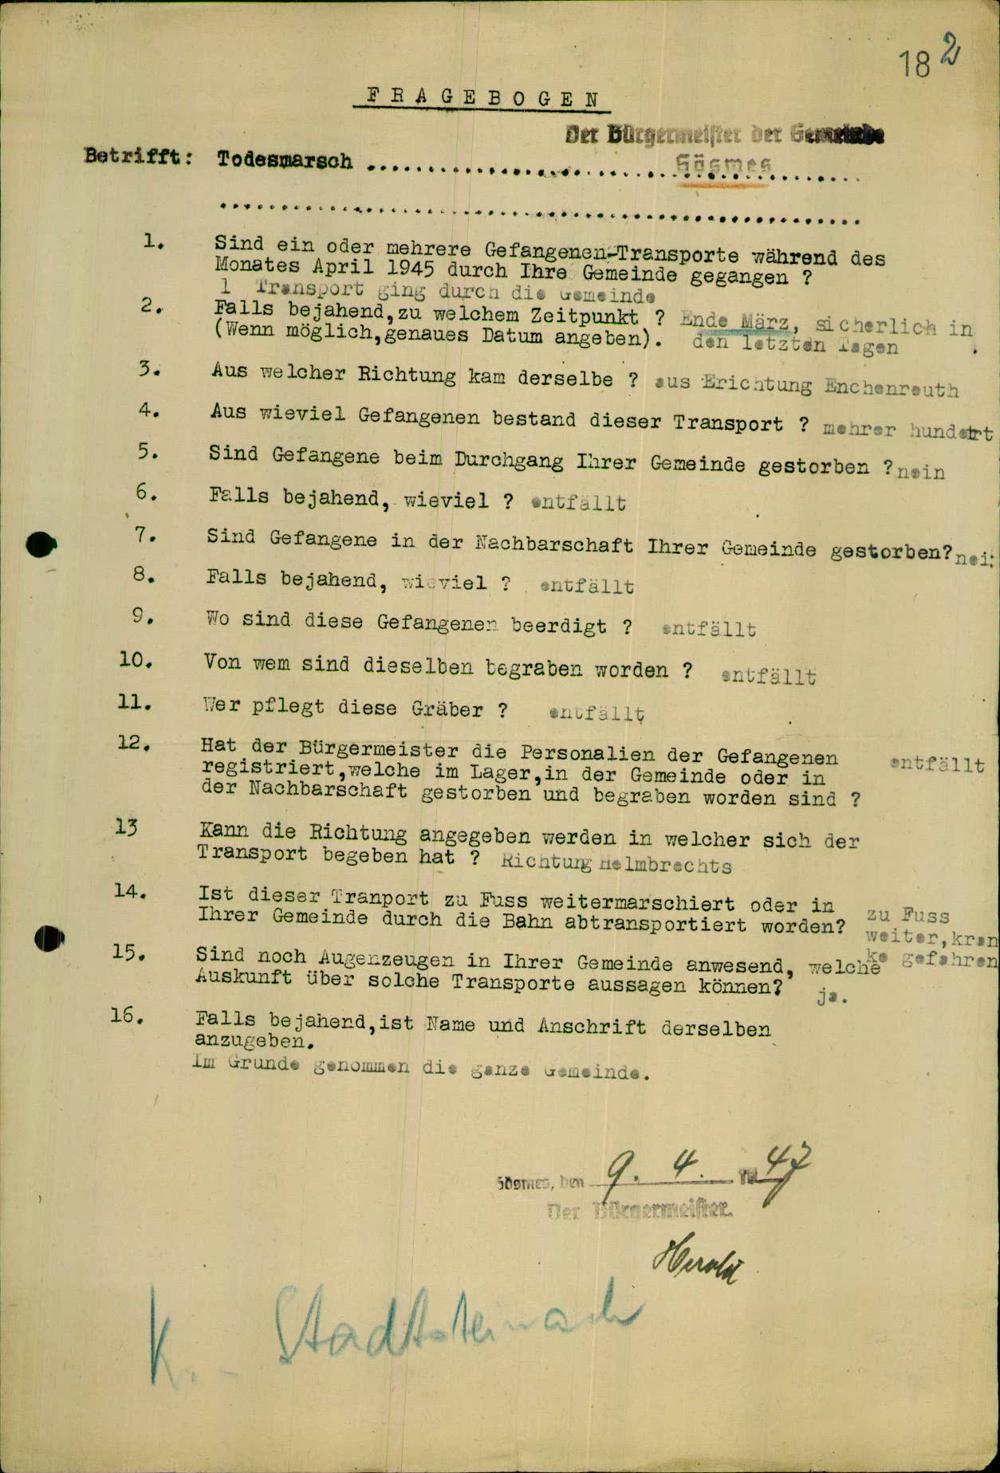 18 2
FRAGEBOGEN
Der Bürgermeister der Gemeinde
Betrifft: Todesmarsch ........................................
Gösmes
................................................
1. Sind ein oder mehrere Gefangenen-Transporte während des
Monates April 1945 durch Ihre Gemeinde gegangen ?
1 Transport ging durch die Gemeinde
2. Falls bejahend,zu welchem Zeitpunkt ? Ende März, sicherlich in
(Wenn möglich,genaues Datum angeben). den letzten Tagen .
3. Aus welcher Richtung kam derselbe ? aus Erichtung Enchenreuth
4. Aus wieviel Gefangenen bestand dieser Transport ? mehrer hundert
5. Sind Gefangene beim Durchgang Ihrer Gemeinde gestorben ?nein
6. Falls bejahend, wieviel ? entfällt
7. Sind Gefangene in der Nachbarschaft Ihrer Gemeinde gestorben?nei
8. Falls bejahend, wieviel ? entfällt
9. Wo sind diese Gefangenen beerdigt ? entfällt
10. Von wem sind dieselben begraben worden ? entfällt
11. Wer pflegt diese Gräber ? entfällt
12. Hat der Bürgermeister die Personalien der Gefangenen entfällt
registriert,welche im Lager,in der Gemeinde oder in
der Nachbarschaft gestorben und begraben worden sind ?
13 Kann die Richtung angegeben werden in welcher sich der
Transport begeben hat ? Richtung Helmbrechts
14. Ist dieser Tranport zu Fuss weitermarschiert oder in
Ihrer Gemeinde durch die Bahn abtransportiert worden? zu Fuss
weiter,kran
ke gefahren
15. Sind noch Augenzeugen in Ihrer Gemeinde anwesend, welche
Auskunft über solche Transporte aussagen können? ja.
16. Falls bejahend,ist Name und Anschrift derselben
anzugeben.
Im Grunde genommen die ganze Gemeinde.
Gösmes, den 9. 4. 19 47
Der Bürgermeister.
Herold
K. - Stadtsteinach